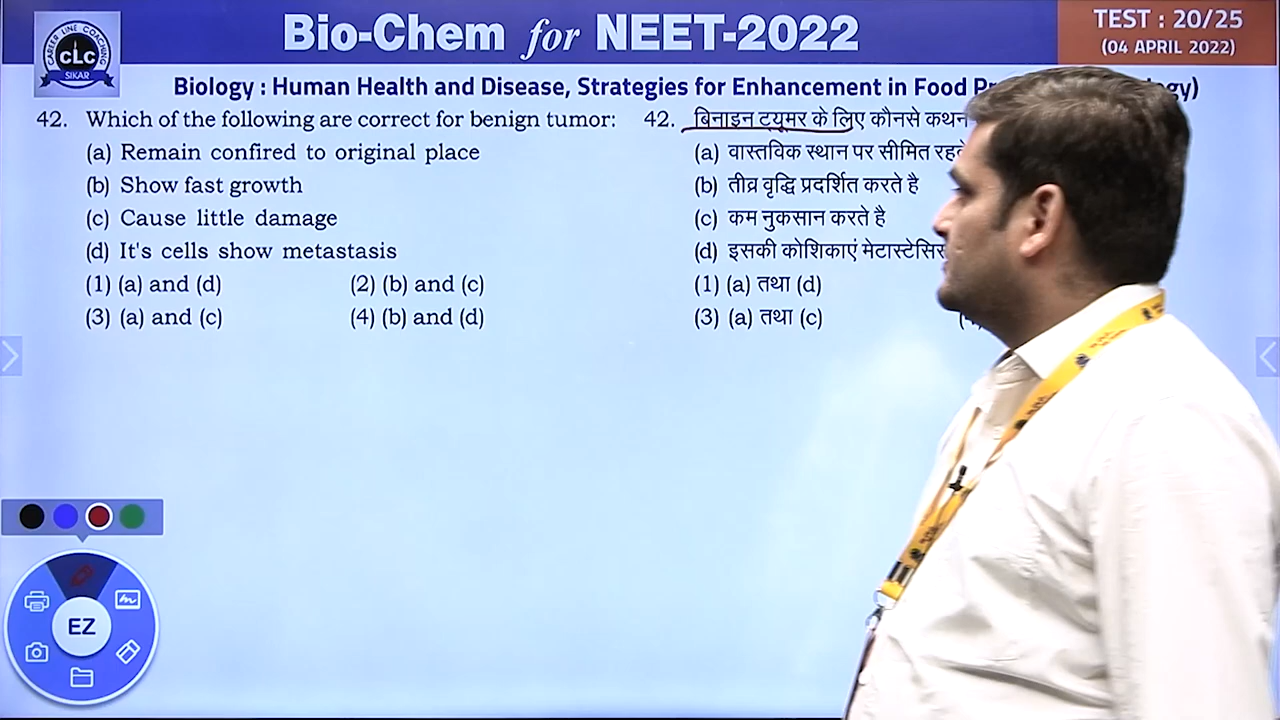 CAREER LINE COACHING
CLC
SIKAR
Bio-Chem for NEET-2022
TEST : 20/25
(04 APRIL 2022)
Biology : Human Health and Disease, Strategies for Enhancement in Food
42. Which of the following are correct for benign tumor:
(a) Remain confired to original place
(b) Show fast growth
(c) Cause little damage
(d) It's cells show metastasis
(1) (a) and (d) (2) (b) and (c)
(3) (a) and (c) (4) (b) and (d)
42. बिनाइन ट्यूमर के लिए कौनसे कथन
(a) वास्तविक स्थान पर सीमित रहते
(b) तीव्र वृद्धि प्रदर्शित करते है
(c) कम नुकसान करते है
(d) इसकी कोशिकाएं मेटास्टेसिस
(1) (a) तथा (d)
(3) (a) तथा (c)
EZ